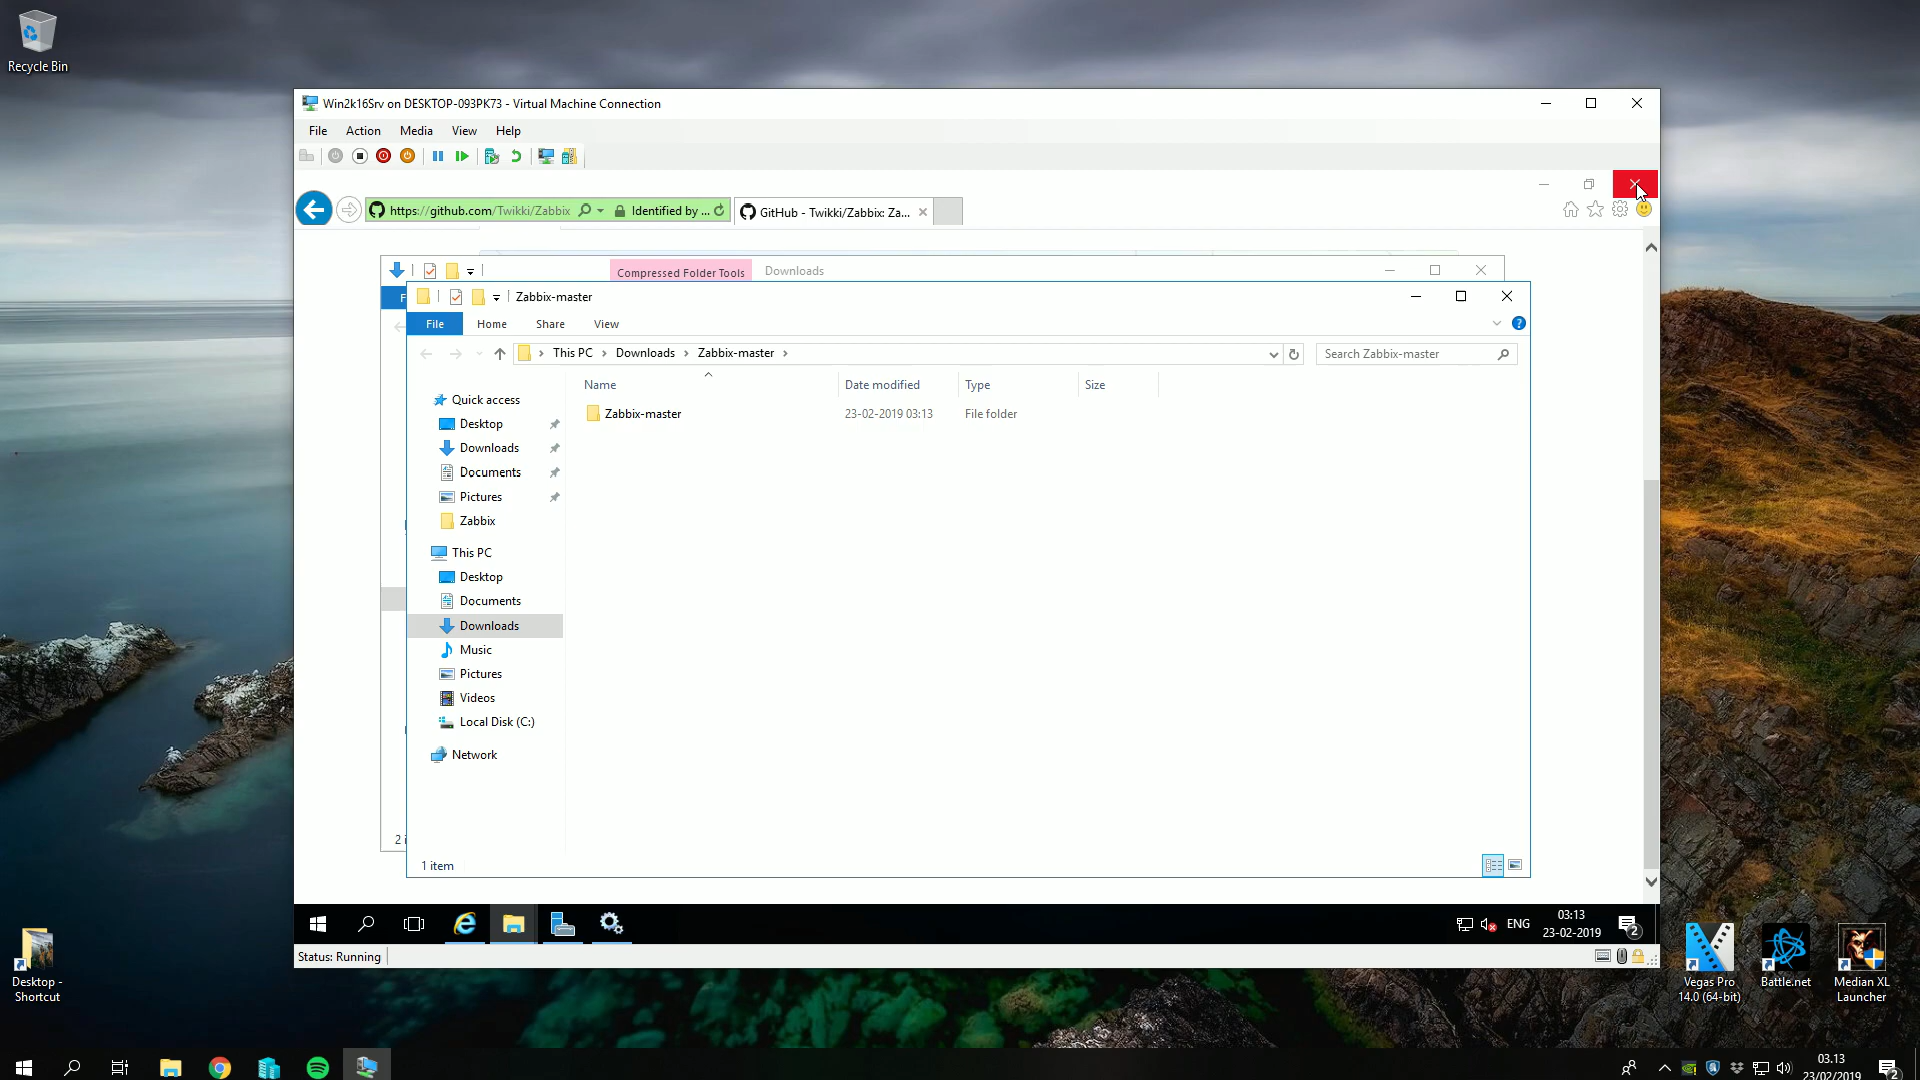 Recycle Bin
Win2k16Srv on DESKTOP-093PK73 - Virtual Machine Connection
File Action Media View Help
https://github.com/Twikki/Zabbix Identified by ... GitHub - Twikki/Zabbix: Za...
Compressed Folder Tools Downloads
F Zabbix-master
File Home Share View
This PC Downloads Zabbix-master Search Zabbix-master
Name Date modified Type Size
Zabbix-master 23-02-2019 03:13 File folder
Quick access
Desktop
Downloads
Documents
Pictures
Zabbix
This PC
Desktop
Documents
Downloads
Music
Pictures
Videos
Local Disk (C:)
Network
2 i
1 item
ENG 03:13
23-02-2019
2
Status: Running
Desktop -
Shortcut
Vegas Pro
14.0 (64-bit)
Battle.net
Median XL
Launcher
03.13
23/02/2019
2